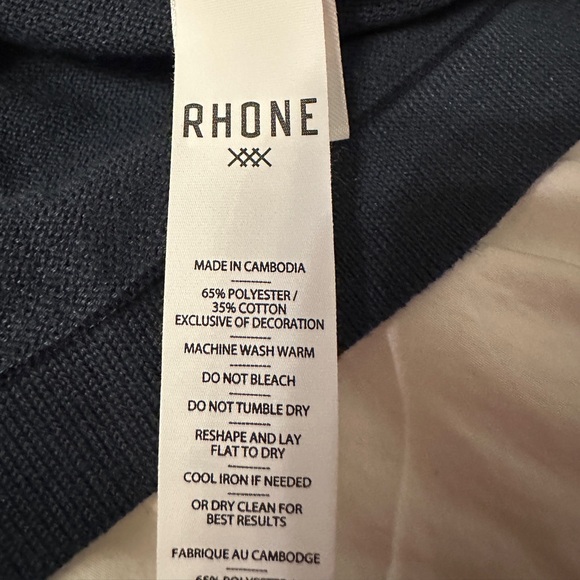 RHONE
MADE IN CAMBODIA
65% POLYESTER /
35% COTTON
EXCLUSIVE OF DECORATION
MACHINE WASH WARM
DO NOT BLEACH
DO NOT TUMBLE DRY
RESHAPE AND LAY
FLAT TO DRY
COOL IRON IF NEEDED
OR DRY CLEAN FOR
BEST RESULTS
FABRIQUE AU CAMBODGE
65% POLYESTER /